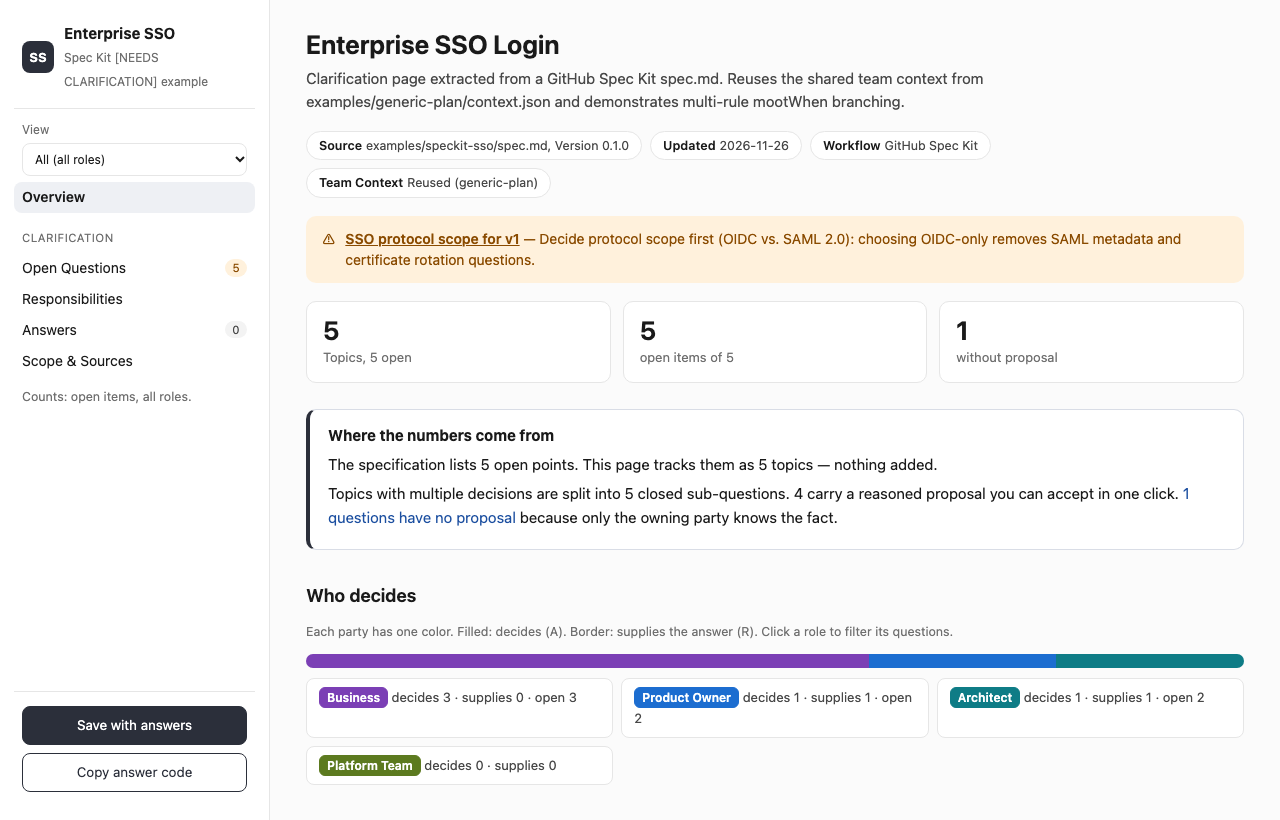 SS
Enterprise SSO
Spec Kit [NEEDS
CLARIFICATION] example
View
All (all roles)
Overview
CLARIFICATION
Open Questions 5
Responsibilities
Answers 0
Scope & Sources
Counts: open items, all roles.
Save with answers
Copy answer code
Enterprise SSO Login
Clarification page extracted from a GitHub Spec Kit spec.md. Reuses the shared team context from
examples/generic-plan/context.json and demonstrates multi-rule mootWhen branching.
Source examples/speckit-sso/spec.md, Version 0.1.0 Updated 2026-11-26 Workflow GitHub Spec Kit
Team Context Reused (generic-plan)
⚠ SSO protocol scope for v1 — Decide protocol scope first (OIDC vs. SAML 2.0): choosing OIDC-only removes SAML metadata and
certificate rotation questions.
5
Topics, 5 open
5
open items of 5
1
without proposal
Where the numbers come from
The specification lists 5 open points. This page tracks them as 5 topics — nothing added.
Topics with multiple decisions are split into 5 closed sub-questions. 4 carry a reasoned proposal you can accept in one click. 1
questions have no proposal because only the owning party knows the fact.
Who decides
Each party has one color. Filled: decides (A). Border: supplies the answer (R). Click a role to filter its questions.
Business decides 3 · supplies 0 · open 3
Product Owner decides 1 · supplies 1 · open
2
Architect decides 1 · supplies 1 · open 2
Platform Team decides 0 · supplies 0